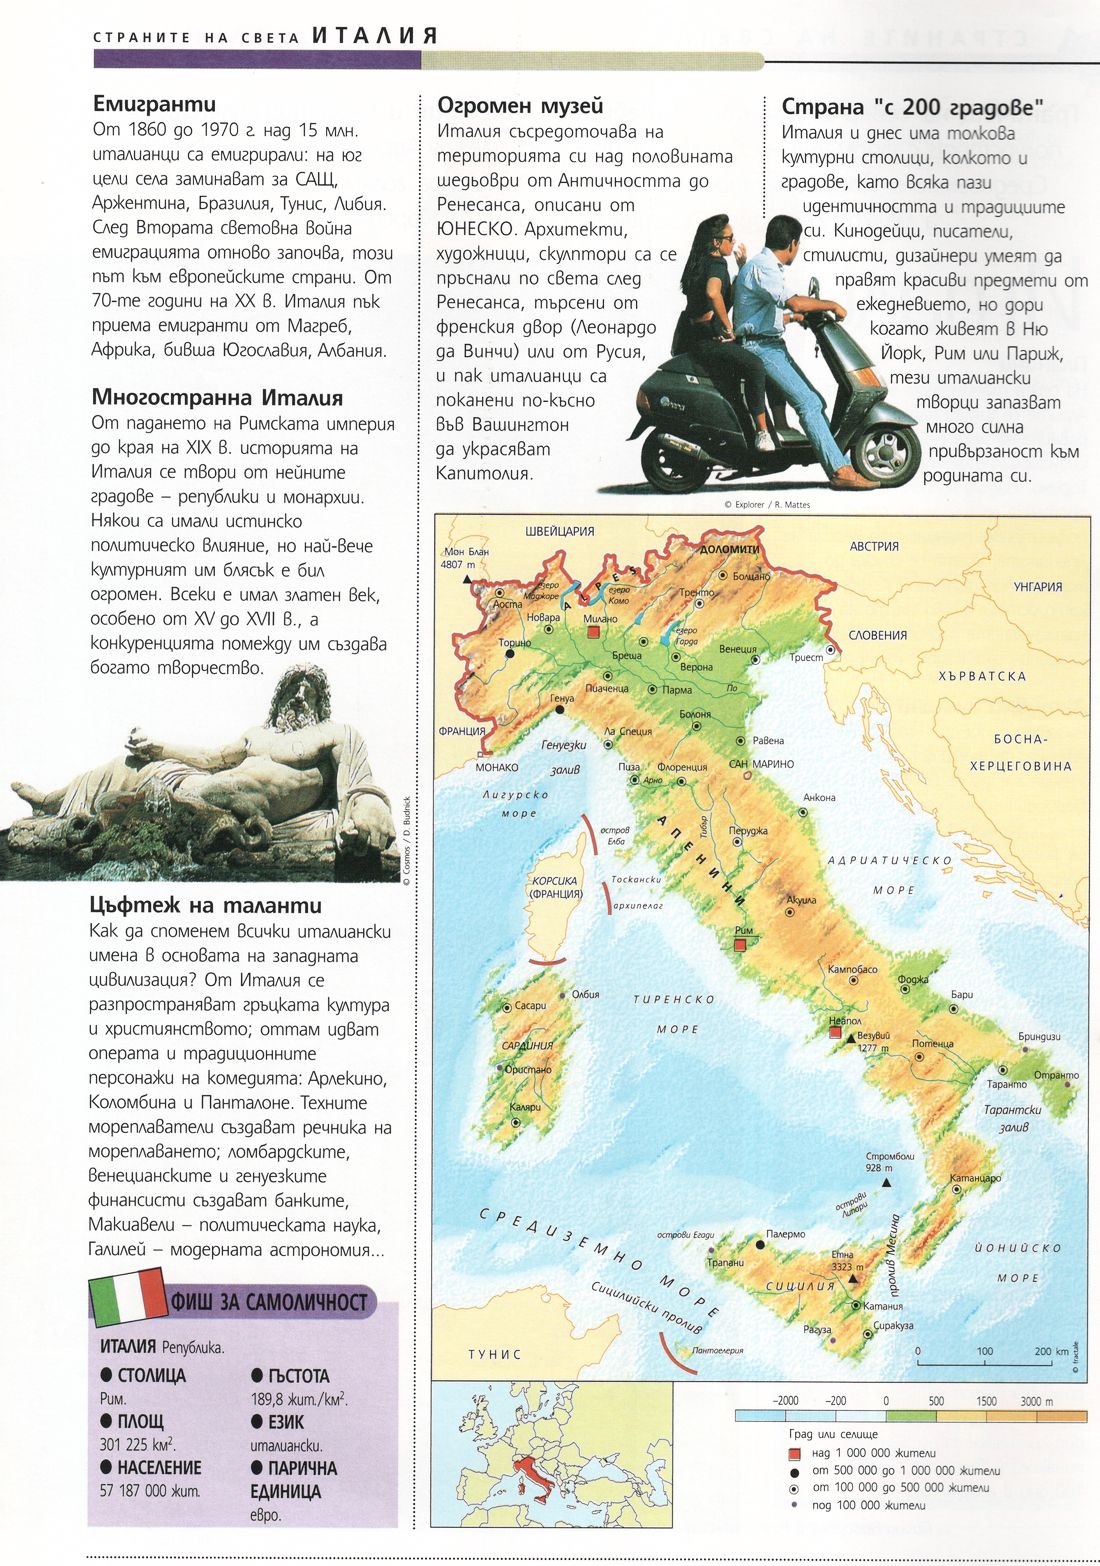 СТРАНИТЕ НА СВЕТА ИТАЛИЯ
Емигранти
От 1860 до 1970 г. над 15 млн.
италианци са емигрирали: на юг
цели села заминават за САЩ,
Аржентина, Бразилия, Тунис, Либия.
След Втората световна война
емиграцията отново започва, този
път към европейските страни. От
70-те години на XX в. Италия пък
приема емигранти от Магреб,
Африка, бивша Югославия, Албания.
Многостранна Италия
От падането на Римската империя
до края на XIX в. историята на
Италия се твори от нейните
градове – републики и монархии.
Някои са имали истинско
политическо влияние, но най-вече
културният им блясък е бил
огромен. Всеки е имал златен век,
особено от XV до XVII в., а
конкуренцията помежду им създава
богато творчество.
© Cosmos / D. Budnick
Цъфтеж на таланти
Как да споменем всички италиански
имена в основата на западната
цивилизация? От Италия се
разпространяват гръцката култура
и християнството; оттам идват
операта и традиционните
персонажи на комедията: Арлекино,
Коломбина и Панталоне. Техните
мореплаватели създават речника на
мореплаването; ломбардските,
венецианските и генуезките
финансисти създават банките,
Макиавели – политическата наука,
Галилей – модерната астрономия...
ФИШ ЗА САМОЛИЧНОСТ
ИТАЛИЯ Република.
● СТОЛИЦА
Рим.
● ПЛОЩ
301 225 км².
● НАСЕЛЕНИЕ
57 187 000 жит.
● ГЪСТОТА
189,8 жит./км².
● ЕЗИК
италиански.
● ПАРИЧНА
ЕДИНИЦА
евро.
Огромен музей
Италия съсредоточава на
територията си над половината
шедьоври от Античността до
Ренесанса, описани от
ЮНЕСКО. Архитекти,
художници, скулптори са се
пръснали по света след
Ренесанса, търсени от
френския двор (Леонардо
да Винчи) или от Русия,
и пак италианци са
поканени по-късно
във Вашингтон
да украсяват
Капитолия.
Страна "с 200 градове"
Италия и днес има толкова
културни столици, колкото и
градове, като всяка пази
идентичността и традициите
си. Кинодейци, писатели,
стилисти, дизайнери умеят да
правят красиви предмети от
ежедневието, но дори
когато живеят в Ню
Йорк, Рим или Париж,
тези италиански
творци запазват
много силна
привързаност към
родината си.
© Explorer / R. Mattes
ШВЕЙЦАРИЯ
АВСТРИЯ
УНГАРИЯ
СЛОВЕНИЯ
ХЪРВАТСКА
БОСНА-
ХЕРЦЕГОВИНА
Мон Блан
4807 m
ДОЛОМИТИ
ALPES
Болцано
Тренто
Аоста
езеро
Маджоре
езеро
Комо
езеро
Гарда
Новара
Милано
Торино
Бреша
Верона
Венеция
Триест
Пиаченца
Парма
По
Генуа
Болоня
Ла Специя
Равена
ФРАНЦИЯ
МОНАКО
Генуезки
залив
Пиза
Арно
Флоренция
САН МАРИНО
Лигурско
море
Анкона
остров
Елба
АПЕНИНИ
Тибър
Перуджа
АДРИАТИЧЕСКО
МОРЕ
КОРСИКА
(ФРАНЦИЯ)
Тоскански
архипелаг
Акуила
Рим
Кампобасо
Фоджа
Бари
Олбия
Сасари
ТИРЕНСКО
МОРЕ
Неапол
Везувий
1277 m
Потенца
Бриндизи
САРДИНИЯ
Ористано
Таранто
Отранто
Каляри
Тарантски
залив
Стромболи
928 m
Катанцаро
острови
Липари
СРЕДИЗЕМНО МОРЕ
острови Егади
Палермо
пролив Месина
Трапани
Етна
3323 m
ЙОНИЙСКО
МОРЕ
СИЦИЛИЯ
Сицилийски пролив
Катания
Сиракуза
Рагуза
ТУНИС
Пантелерия
0 100 200 km
© fractale
–2000 –200 0 500 1500 3000 m
Град или селище
над 1 000 000 жители
от 500 000 до 1 000 000 жители
от 100 000 до 500 000 жители
под 100 000 жители